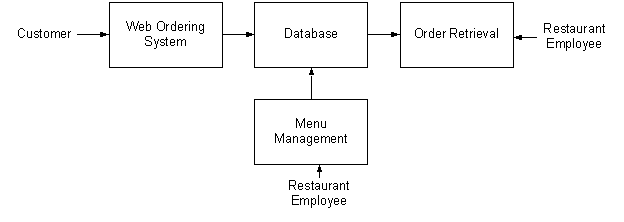 Customer
Web Ordering
System
Database
Order Retrieval
Restaurant
Employee
Menu
Management
Restaurant
Employee